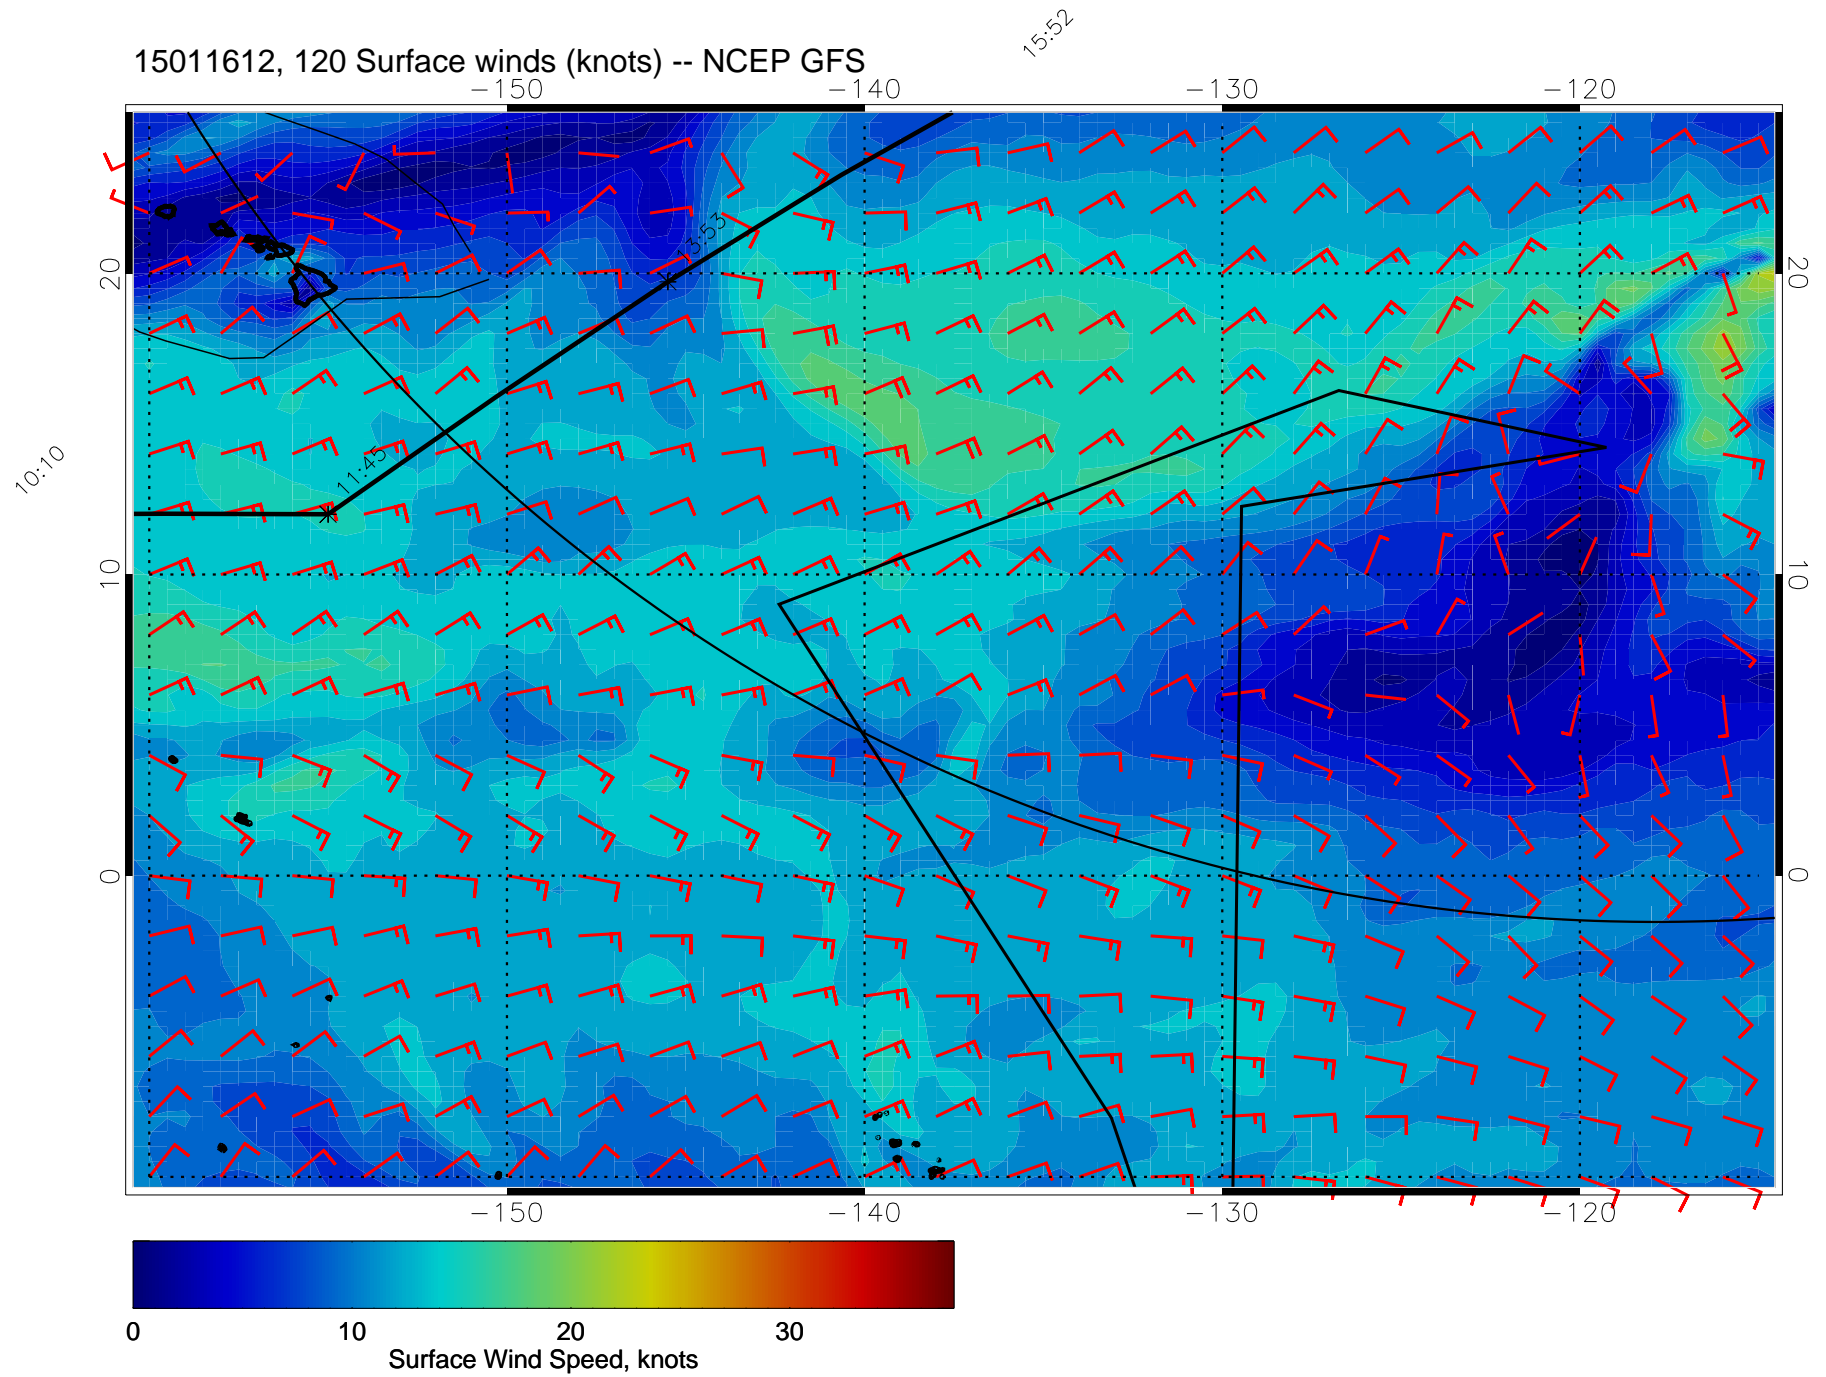 15:52
15011612, 120 Surface winds (knots) -- NCEP GFS
-150 -140 -130 -120
13:53
20 20
10:10
11:45
10 10
0 0
-150 -140 -130 -120
0 10 20 30
Surface Wind Speed, knots